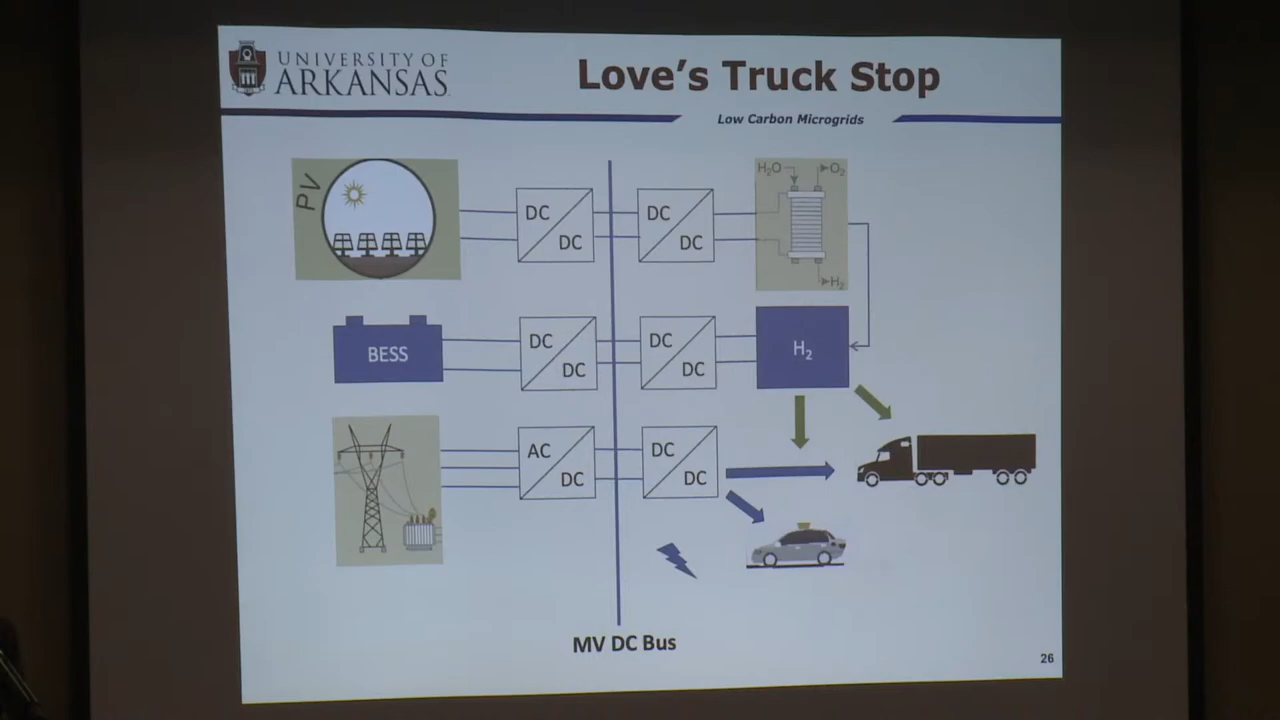 UNIVERSITY OF
ARKANSAS
Love's Truck Stop
Low Carbon Microgrids
PV
DC
DC
DC
DC
H₂O
O₂
H₂
BESS
DC
DC
DC
DC
H₂
AC
DC
DC
DC
MV DC Bus
26